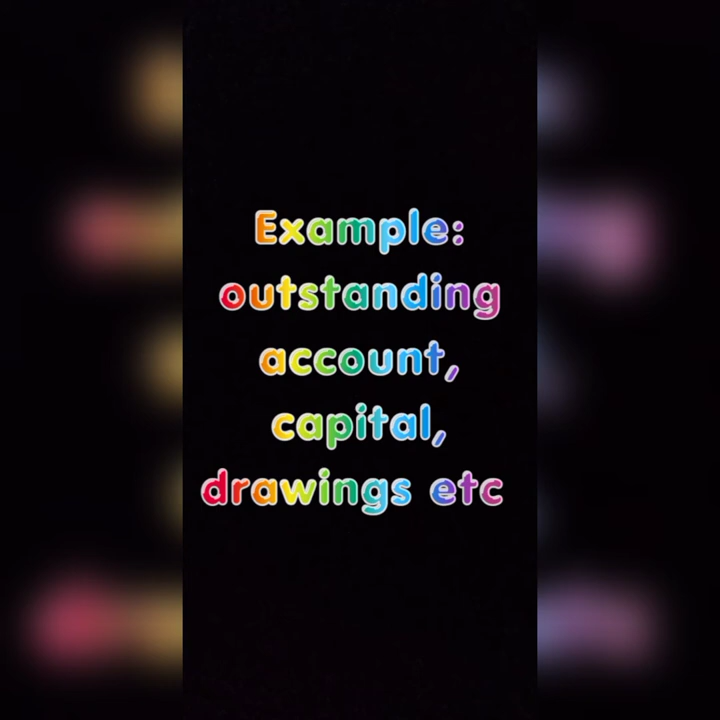 Example:
outstanding
account,
capital,
drawings etc